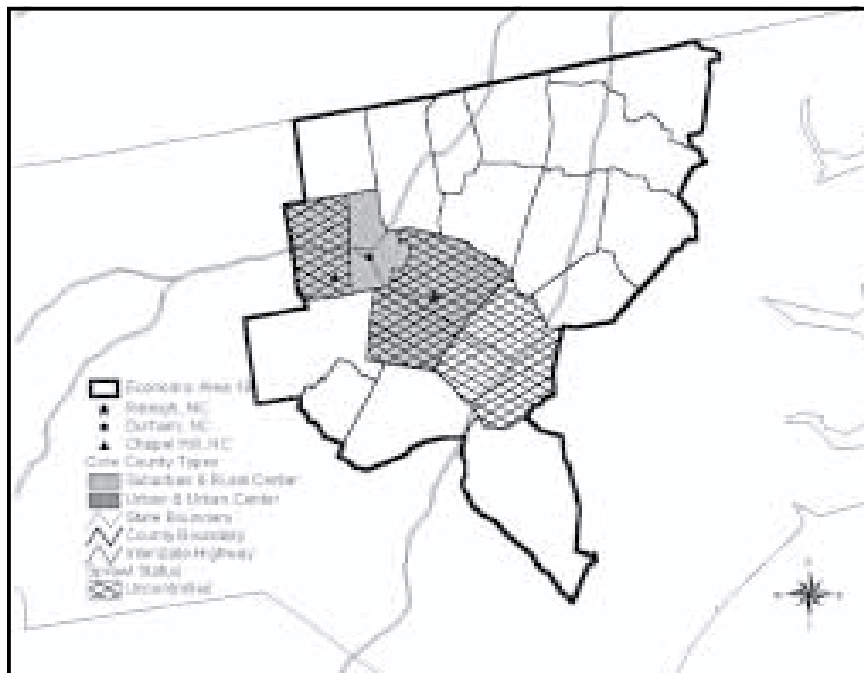 Economic Area
Raleigh, NC
Durham, NC
Chapel Hill, NC
Core County Types
Suburban & Rural Center
Urban & Urban Center
State Boundary
County Boundary
Interstate Highway
Sprawl Status
Uncontrolled